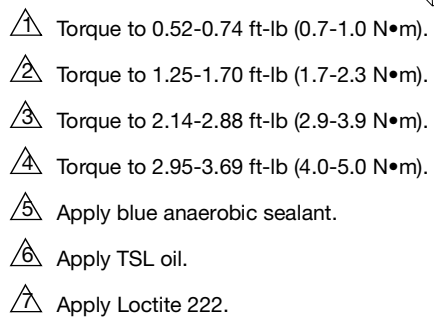 1 Torque to 0.52-0.74 ft-lb (0.7-1.0 N•m).
2 Torque to 1.25-1.70 ft-lb (1.7-2.3 N•m).
3 Torque to 2.14-2.88 ft-lb (2.9-3.9 N•m).
4 Torque to 2.95-3.69 ft-lb (4.0-5.0 N•m).
5 Apply blue anaerobic sealant.
6 Apply TSL oil.
7 Apply Loctite 222.